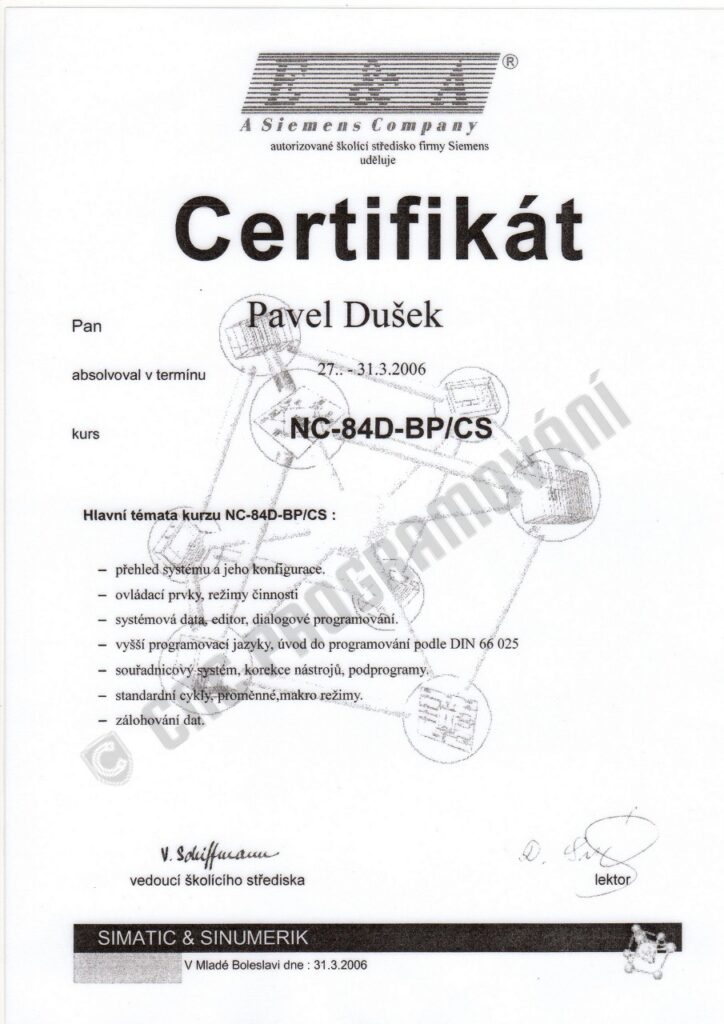 E & A ®
A Siemens Company
autorizované školící středisko firmy Siemens
uděluje
Certifikát
Pan Pavel Dušek
absolvoval v termínu 27.. - 31.3.2006
kurs NC-84D-BP/CS
Hlavní témata kurzu NC-84D-BP/CS :
– přehled systému a jeho konfigurace.
– ovládací prvky, režimy činnosti
– systémová data, editor, dialogové programování.
– vyšší programovací jazyky, úvod do programování podle DIN 66 025
– souřadnicový systém, korekce nástrojů, podprogramy.
– standardní cykly, proměnné,makro režimy.
– zálohování dat.
CNC PROGRAMOVÁNÍ
V. Schiffmann
vedoucí školícího střediska
lektor
SIMATIC & SINUMERIK
V Mladé Boleslavi dne : 31.3.2006